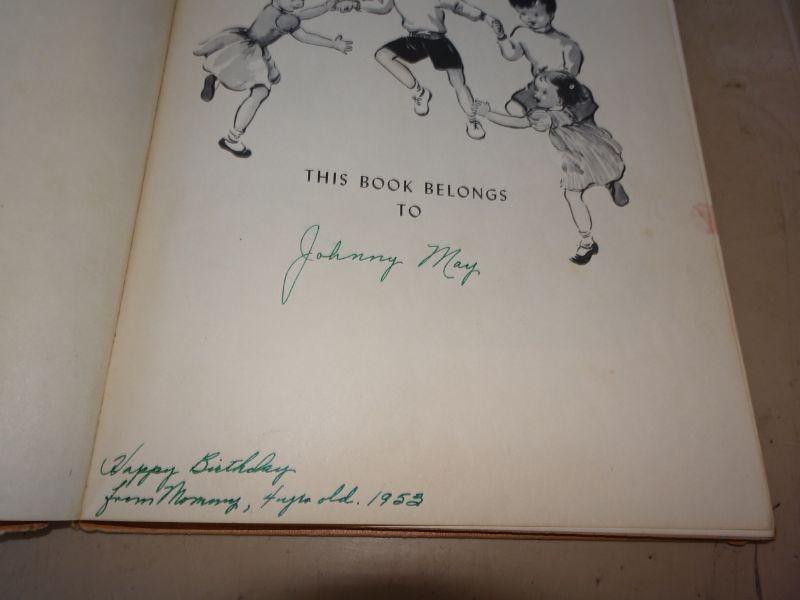 THIS BOOK BELONGS
TO
Johnny May
Happy Birthday
from Mommy, 4 yrs old. 1953